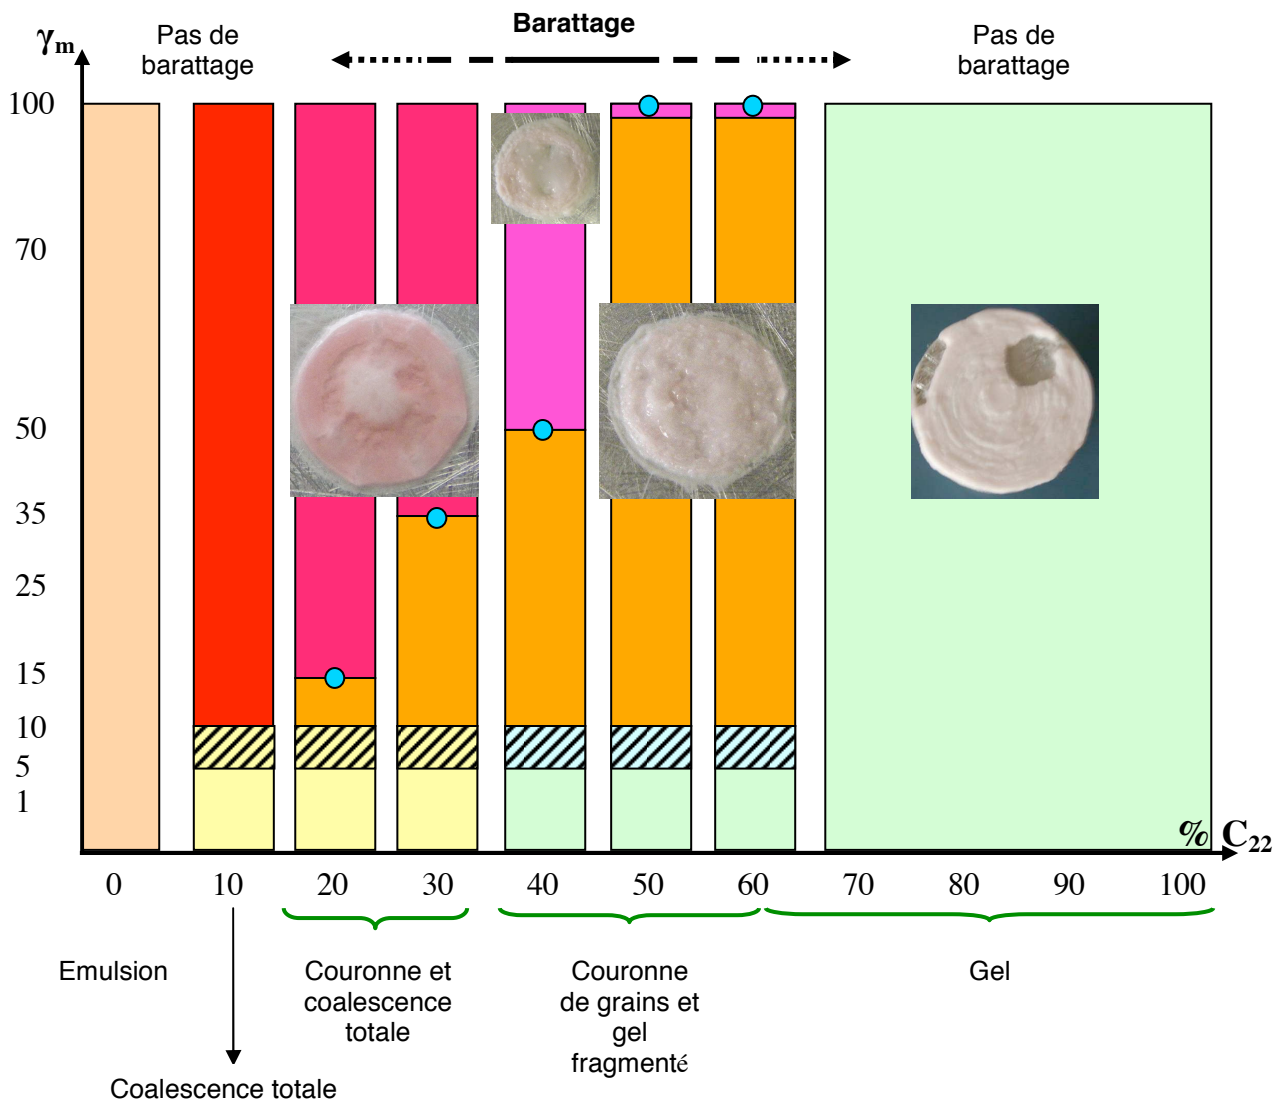 Barattage
Pas de
barattage
Pas de
barattage
γm
100
70
50
35
25
15
10
5
1
% C22
0 10 20 30 40 50 60 70 80 90 100
Emulsion
Couronne et
coalescence
totale
Couronne
de grains et
gel
fragmenté
Gel
Coalescence totale